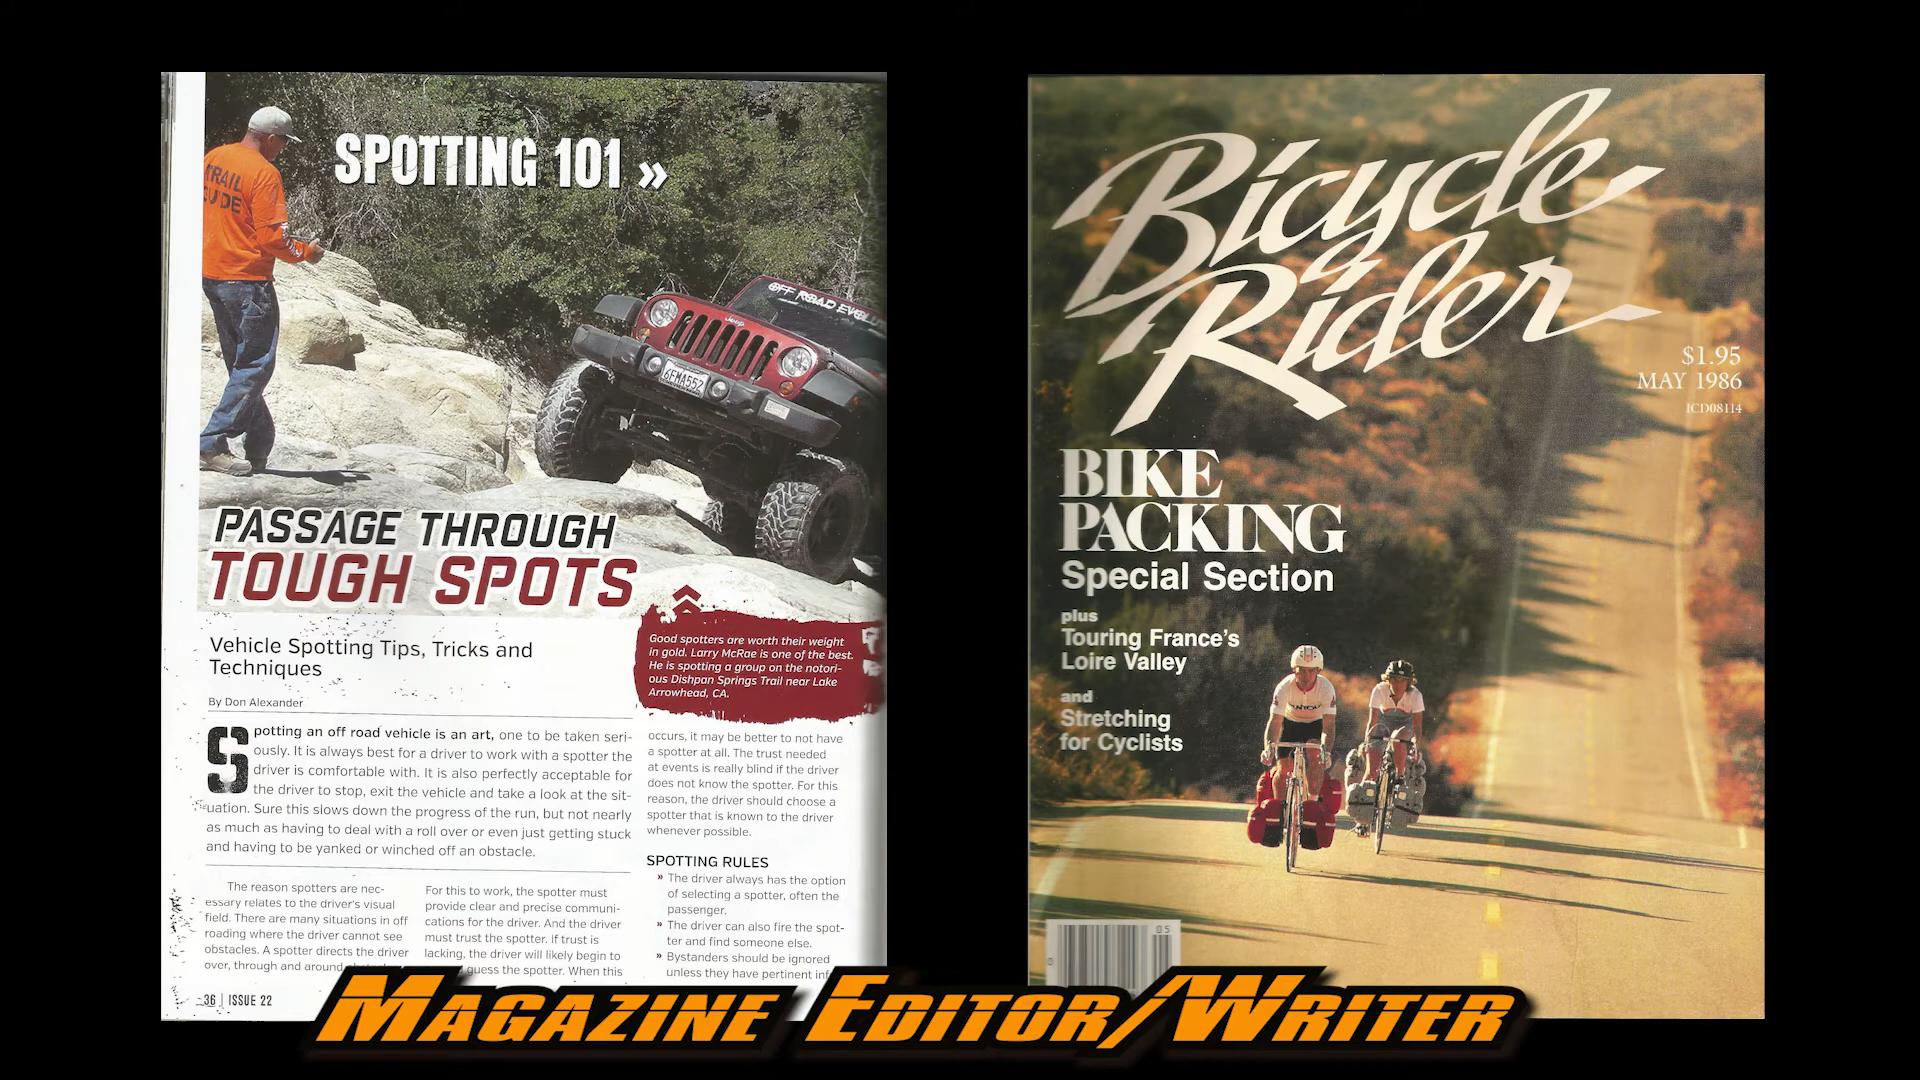 SPOTTING 101 »
TRAIL
OFF ROAD
Jeep
6FMA552
PASSAGE THROUGH
TOUGH SPOTS
Good spotters are worth their weight
in gold. Larry McRae is one of the best.
He is spotting a group on the notori-
ous Dishpan Springs Trail near Lake
Arrowhead, CA.
Vehicle Spotting Tips, Tricks and
Techniques
By Don Alexander
Spotting an off road vehicle is an art, one to be taken seri-
ously. It is always best for a driver to work with a spotter the
driver is comfortable with. It is also perfectly acceptable for
the driver to stop, exit the vehicle and take a look at the sit-
uation. Sure this slows down the progress of the run, but not nearly
as much as having to deal with a roll over or even just getting stuck
and having to be yanked or winched off an obstacle.
The reason spotters are nec-
essary relates to the driver's visual
field. There are many situations in off
roading where the driver cannot see
obstacles. A spotter directs the driver
over, through and around
For this to work, the spotter must
provide clear and precise communi-
cations for the driver. And the driver
must trust the spotter. If trust is
lacking, the driver will likely begin to
guess the spotter. When this
occurs, it may be better to not have
a spotter at all. The trust needed
at events is really blind if the driver
does not know the spotter. For this
reason, the driver should choose a
spotter that is known to the driver
whenever possible.
SPOTTING RULES
» The driver always has the option
of selecting a spotter, often the
passenger.
» The driver can also fire the spot-
ter and find someone else.
» Bystanders should be ignored
unless they have pertinent
36 | ISSUE 22
Bicycle
Rider
$1.95
MAY 1986
ICD08114
BIKE
PACKING
Special Section
plus
Touring France's
Loire Valley
and
Stretching
for Cyclists
05
0
MAGAZINE EDITOR/WRITER